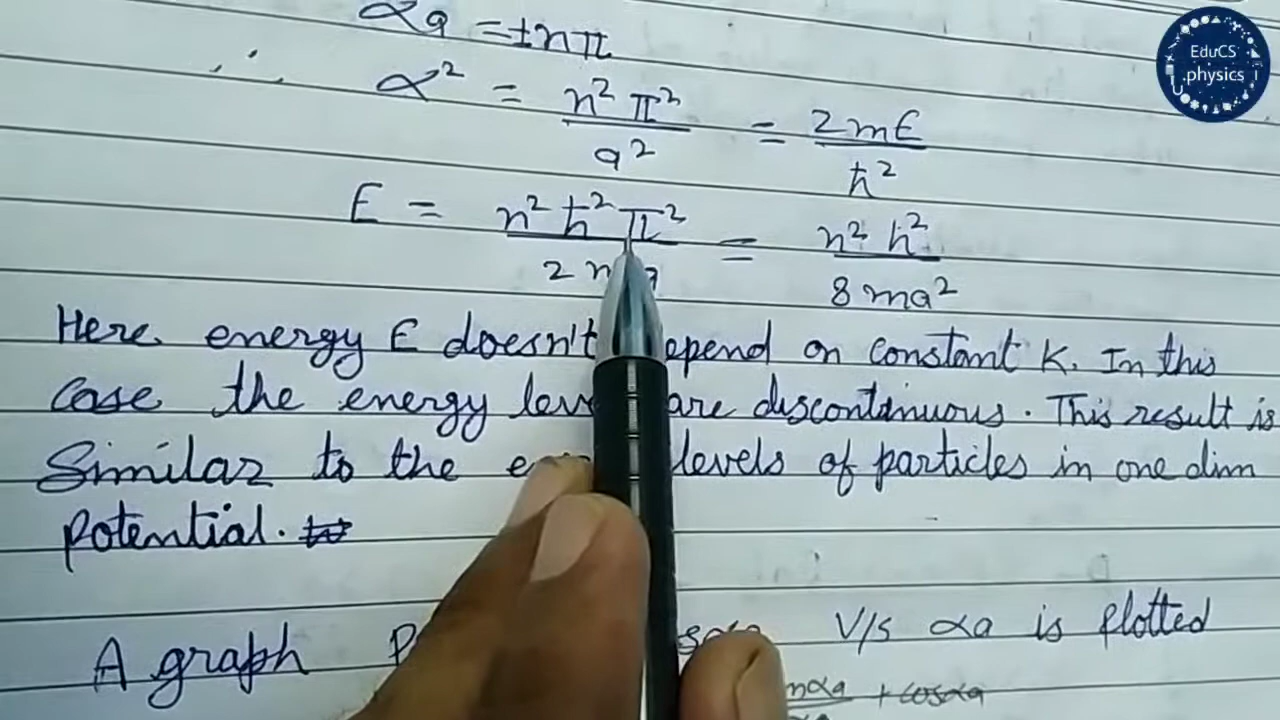 αa = ±nπ
∴ α² = n²π²/a² = 2mE/ħ²
E = n²ħ²π²/2m = n²h²/8ma²
Here energy E doesn't depend on constant K. In this
case the energy are discontinuous. This result is
Similar to the levels of particles in one dim
potential.
A graph V/s αa is plotted
+ cosαa
EduCS
physics